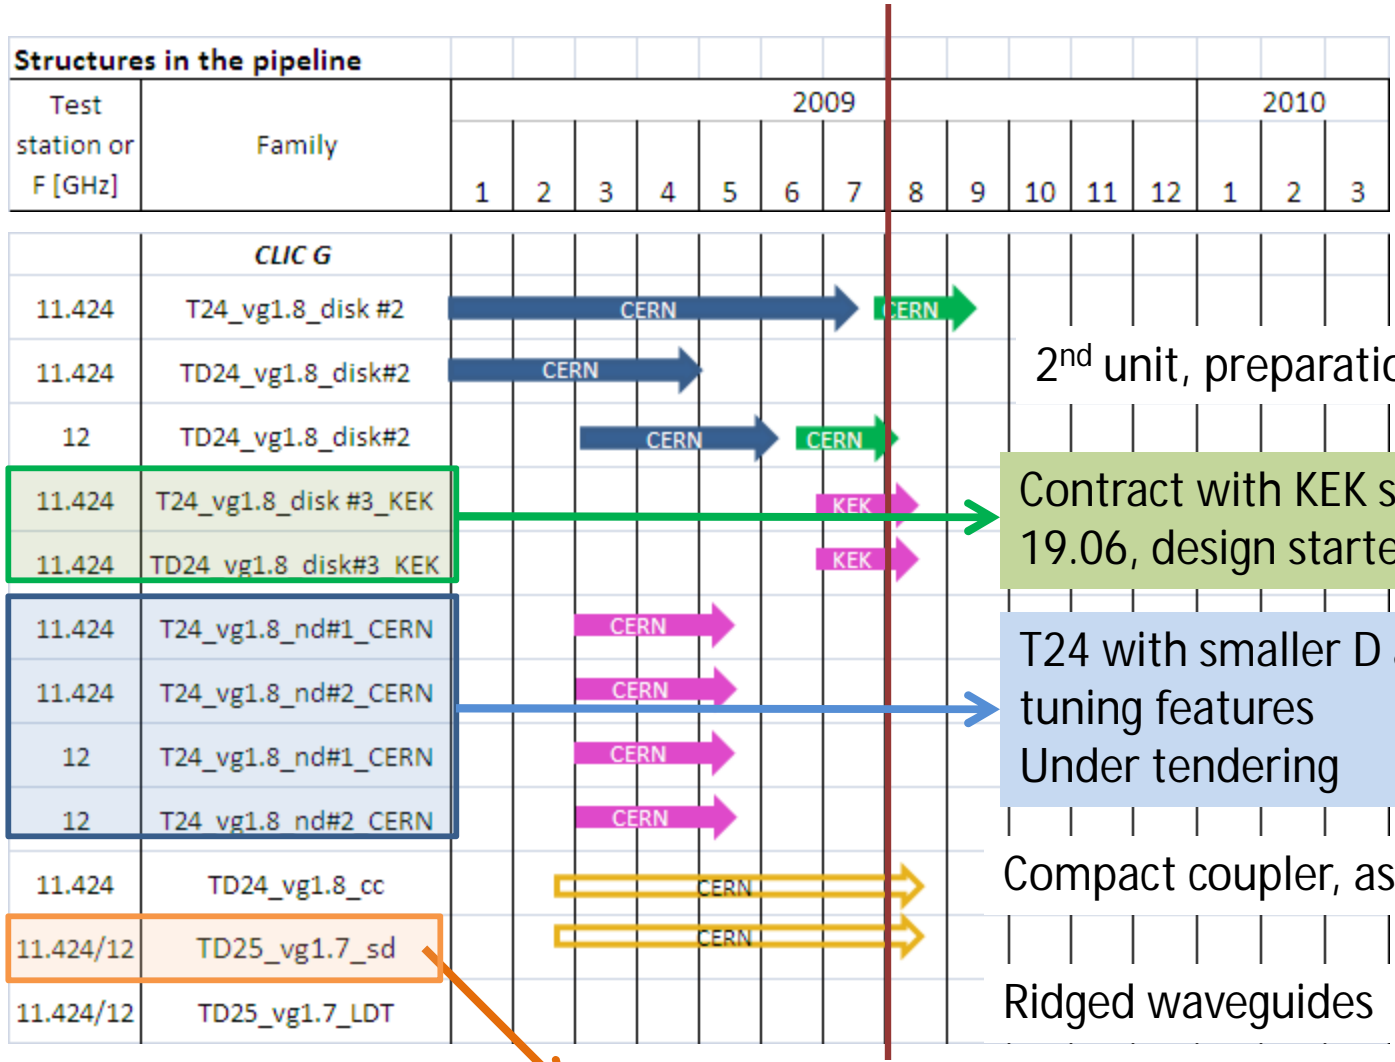 Structures in the pipeline
Test station or F [GHz] Family 2009 2010
1 2 3 4 5 6 7 8 9 10 11 12 1 2 3
CLIC G
11.424 T24_vg1.8_disk #2 CERN CERN
2nd unit, preparatio
11.424 TD24_vg1.8_disk#2 CERN
12 TD24_vg1.8_disk#2 CERN CERN
11.424 T24_vg1.8_disk #3_KEK KEK
Contract with KEK s
19.06, design starte
11.424 TD24_vg1.8_disk#3_KEK KEK
11.424 T24_vg1.8_nd#1_CERN CERN
T24 with smaller D
tuning features
Under tendering
11.424 T24_vg1.8_nd#2_CERN CERN
12 T24_vg1.8_nd#1_CERN CERN
12 T24_vg1.8_nd#2_CERN CERN
11.424 TD24_vg1.8_cc CERN
Compact coupler, as
11.424/12 TD25_vg1.7_sd CERN
11.424/12 TD25_vg1.7_LDT
Ridged waveguides